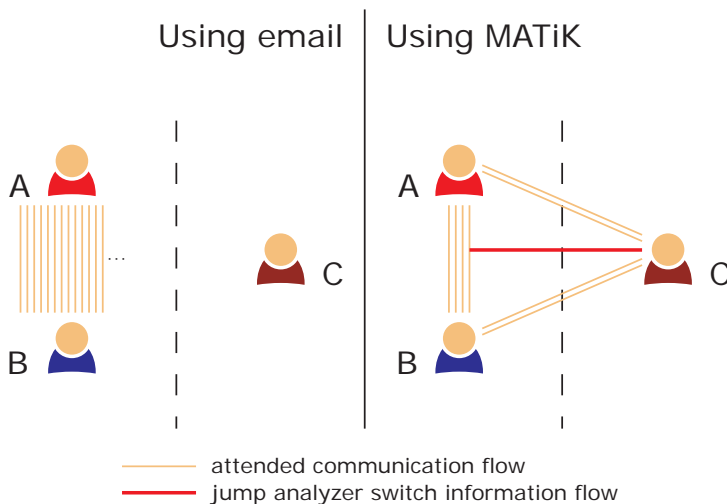 Using email
Using MATiK
A
A
...
C
C
B
B
attended communication flow
jump analyzer switch information flow